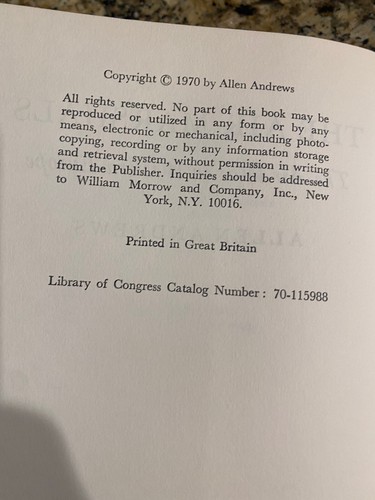 Copyright © 1970 by Allen Andrews
All rights reserved. No part of this book may be
reproduced or utilized in any form or by any
means, electronic or mechanical, including photo-
copying, recording or by any information storage
and retrieval system, without permission in writing
from the Publisher. Inquiries should be addressed
to William Morrow and Company, Inc., New
York, N.Y. 10016.
Printed in Great Britain
Library of Congress Catalog Number: 70-115988